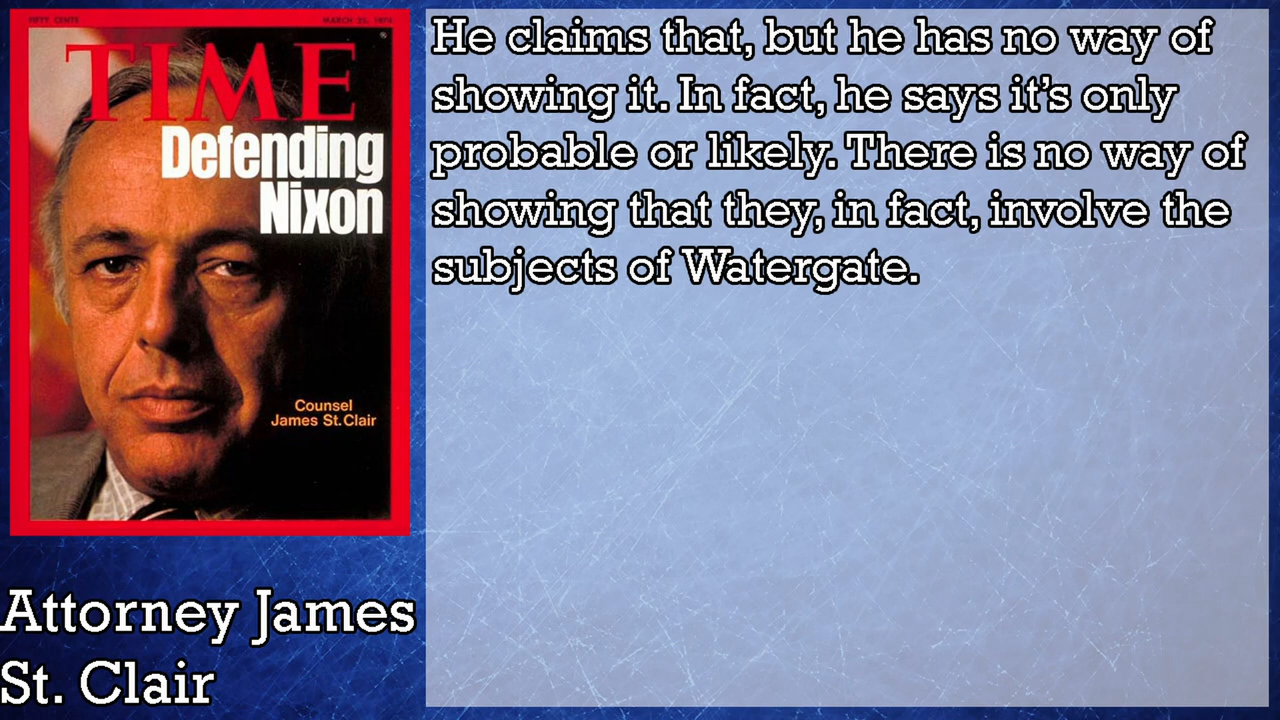 FIFTY CENTS
MARCH 25, 1974
TIME
Defending
Nixon
Counsel
James St. Clair
Attorney James
St. Clair
He claims that, but he has no way of
showing it. In fact, he says it’s only
probable or likely. There is no way of
showing that they, in fact, involve the
subjects of Watergate.